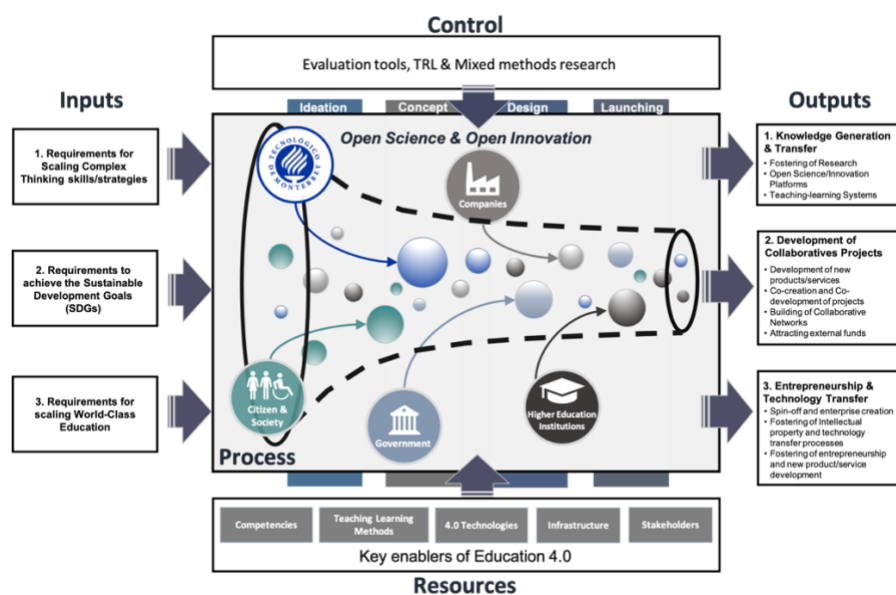 Control
Evaluation tools, TRL & Mixed methods research
Inputs
1. Requirements for
Scaling Complex
Thinking skills/strategies
2. Requirements to
achieve the Sustainable
Development Goals
(SDGs)
3. Requirements for
scaling World-Class
Education
Ideation
Concept
Design
Launching
Open Science & Open Innovation
TECNOLÓGICO
DE MONTERREY
Companies
Citizen &
Society
Government
Higher Education
Institutions
Process
Outputs
1. Knowledge Generation
& Transfer
• Fostering of Research
• Open Science/Innovation
Platforms
• Teaching-learning Systems
2. Development of
Collaboratives Projects
• Development of new
products/services
• Co-creation and Co-
development of projects
• Building of Collaborative
Networks
• Attracting external funds
3. Entrepreneurship &
Technology Transfer
• Spin-off and enterprise creation
• Fostering of Intellectual
property and technology
transfer processes
• Fostering of entrepreneurship
and new product/service
development
Competencies
Teaching Learning
Methods
4.0 Technologies
Infrastructure
Stakeholders
Key enablers of Education 4.0
Resources